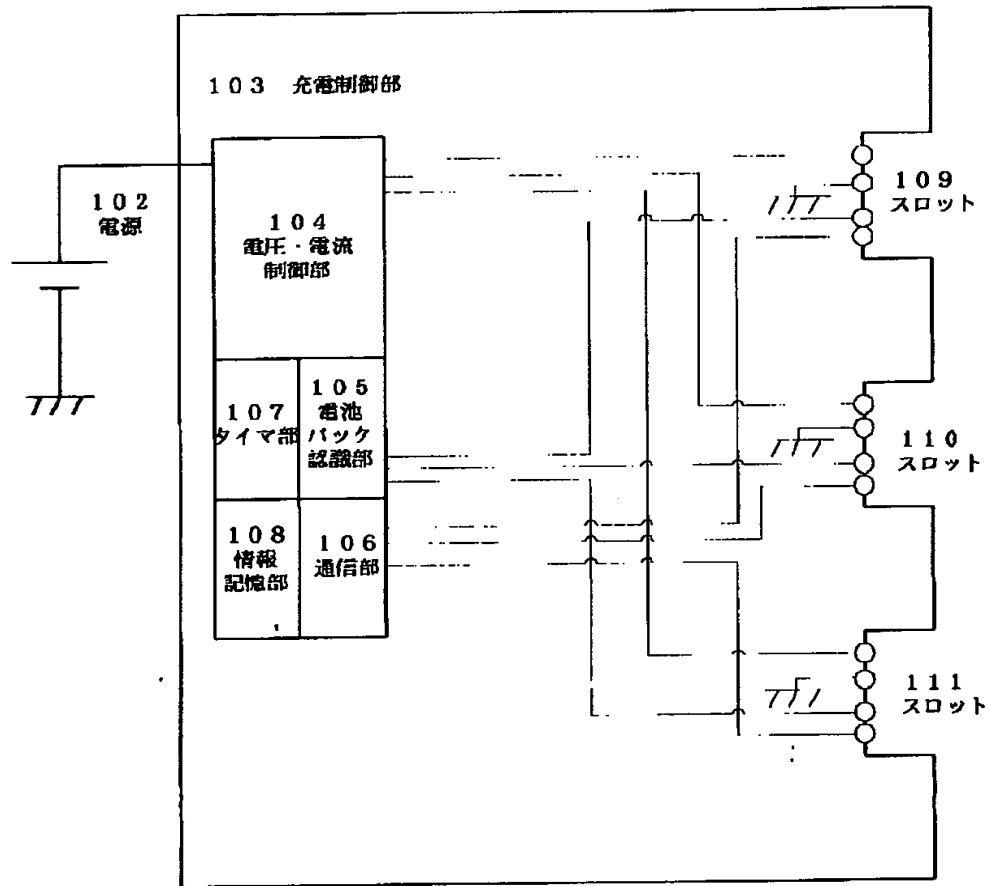 １０３　充電制御部
１０２
電源
１０４
電圧・電流
制御部
１０９
スロット
１０７
タイマ部
１０５
電池
パック
認識部
１１０
スロット
１０８
情報
記憶部
１０６
通信部
１１１
スロット